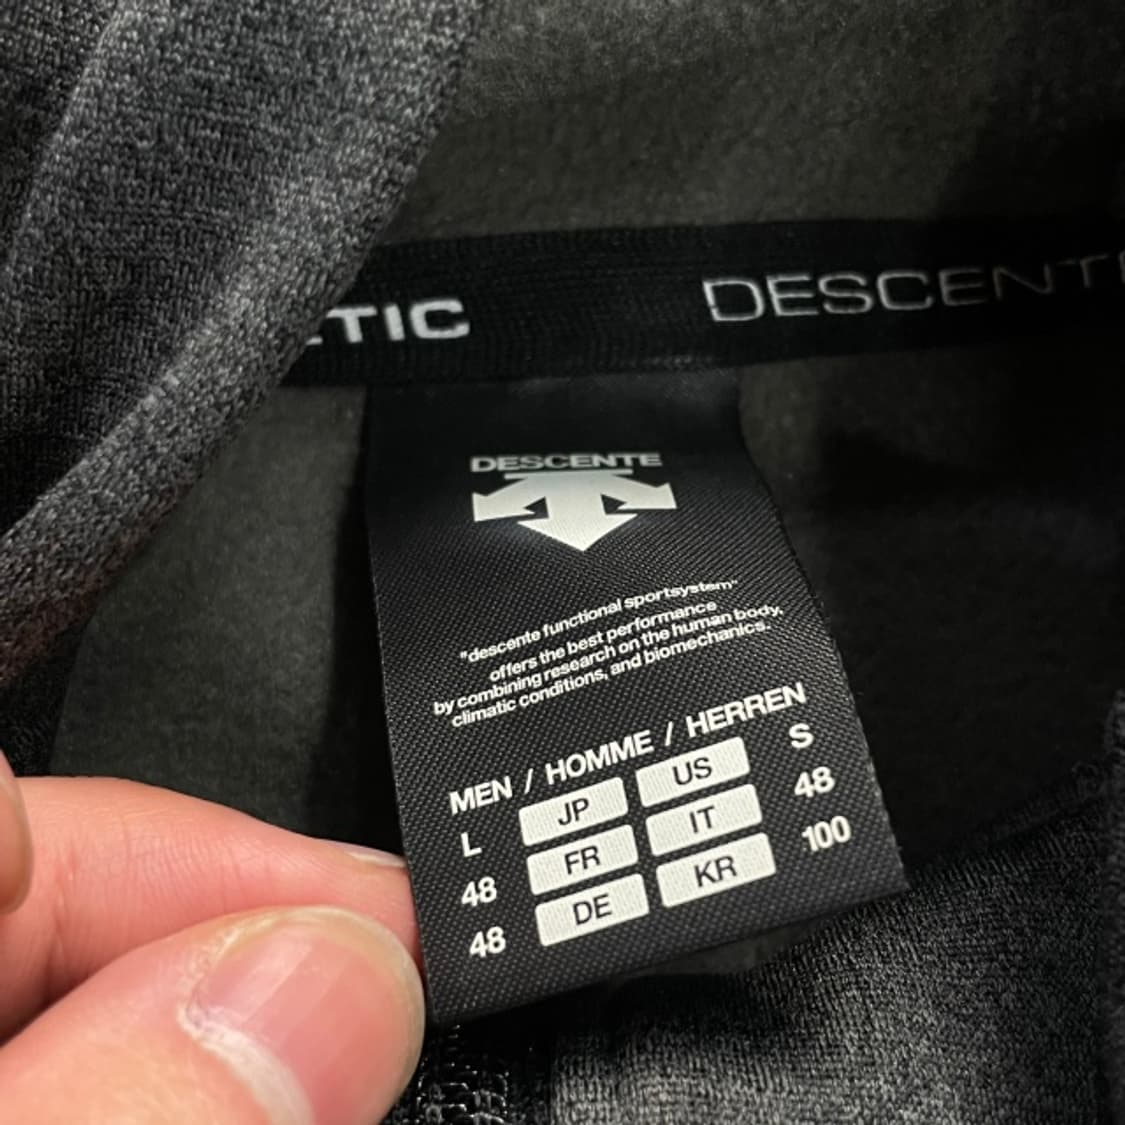 TIC DESCENT
DESCENTE
"descente functional sportsystem"
offers the best performance
by combining research on the human body,
climatic conditions, and biomechanics.
MEN / HOMME / HERREN
L JP US S
48 FR IT 48
48 DE KR 100